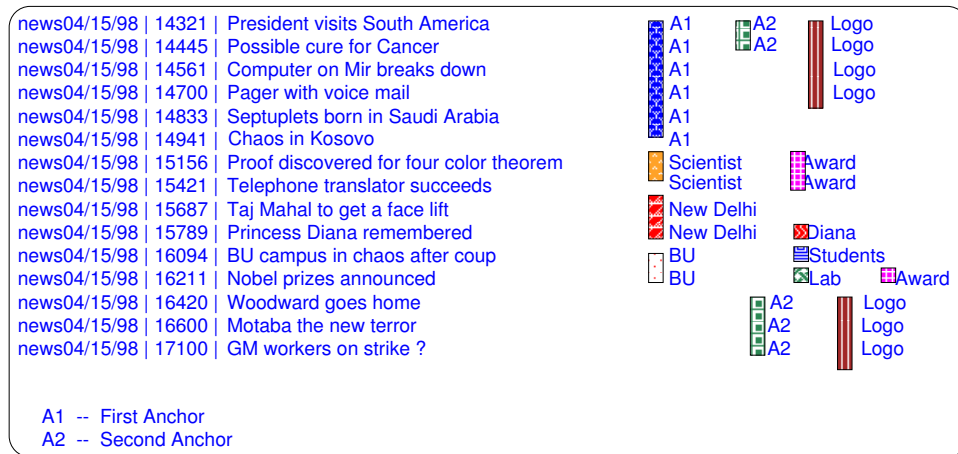 news04/15/98 | 14321 | President visits South America A1 A2 Logo
news04/15/98 | 14445 | Possible cure for Cancer A1 A2 Logo
news04/15/98 | 14561 | Computer on Mir breaks down A1 Logo
news04/15/98 | 14700 | Pager with voice mail A1 Logo
news04/15/98 | 14833 | Septuplets born in Saudi Arabia A1
news04/15/98 | 14941 | Chaos in Kosovo A1
news04/15/98 | 15156 | Proof discovered for four color theorem Scientist Award
news04/15/98 | 15421 | Telephone translator succeeds Scientist Award
news04/15/98 | 15687 | Taj Mahal to get a face lift New Delhi
news04/15/98 | 15789 | Princess Diana remembered New Delhi Diana
news04/15/98 | 16094 | BU campus in chaos after coup BU Students
news04/15/98 | 16211 | Nobel prizes announced BU Lab Award
news04/15/98 | 16420 | Woodward goes home A2 Logo
news04/15/98 | 16600 | Motaba the new terror A2 Logo
news04/15/98 | 17100 | GM workers on strike ? A2 Logo
A1 -- First Anchor
A2 -- Second Anchor